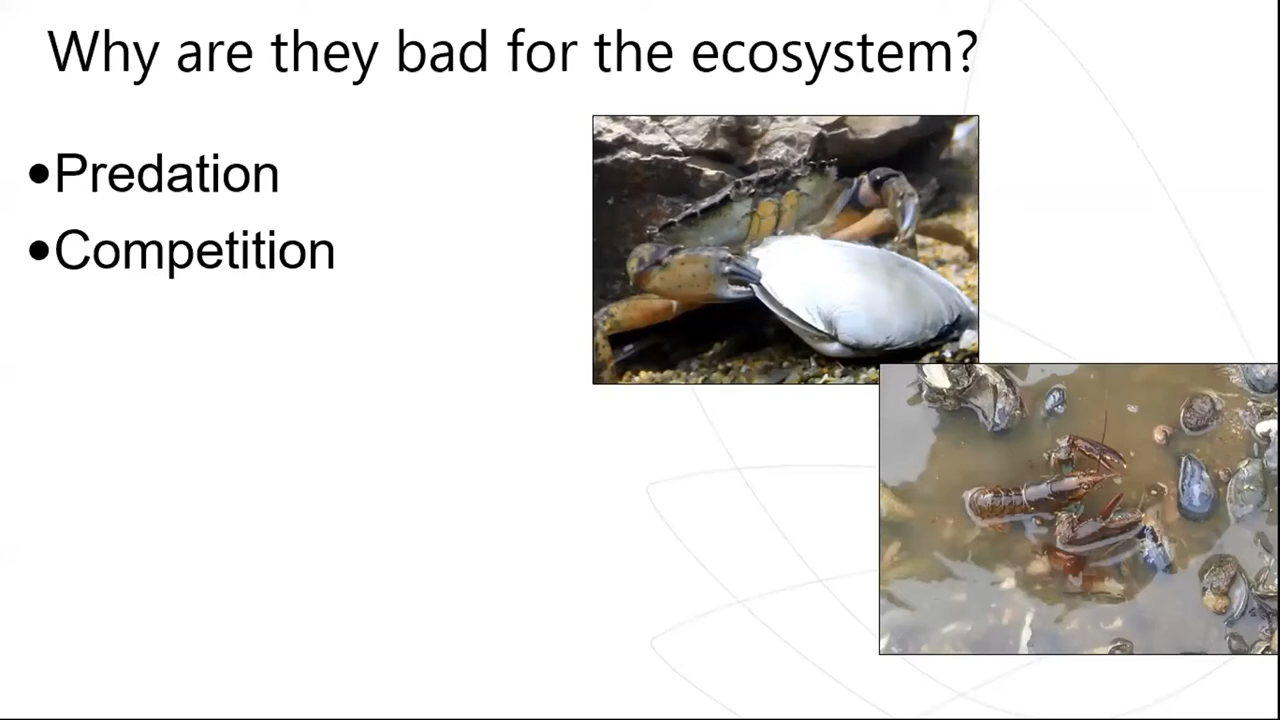 Why are they bad for the ecosystem?
•Predation
•Competition